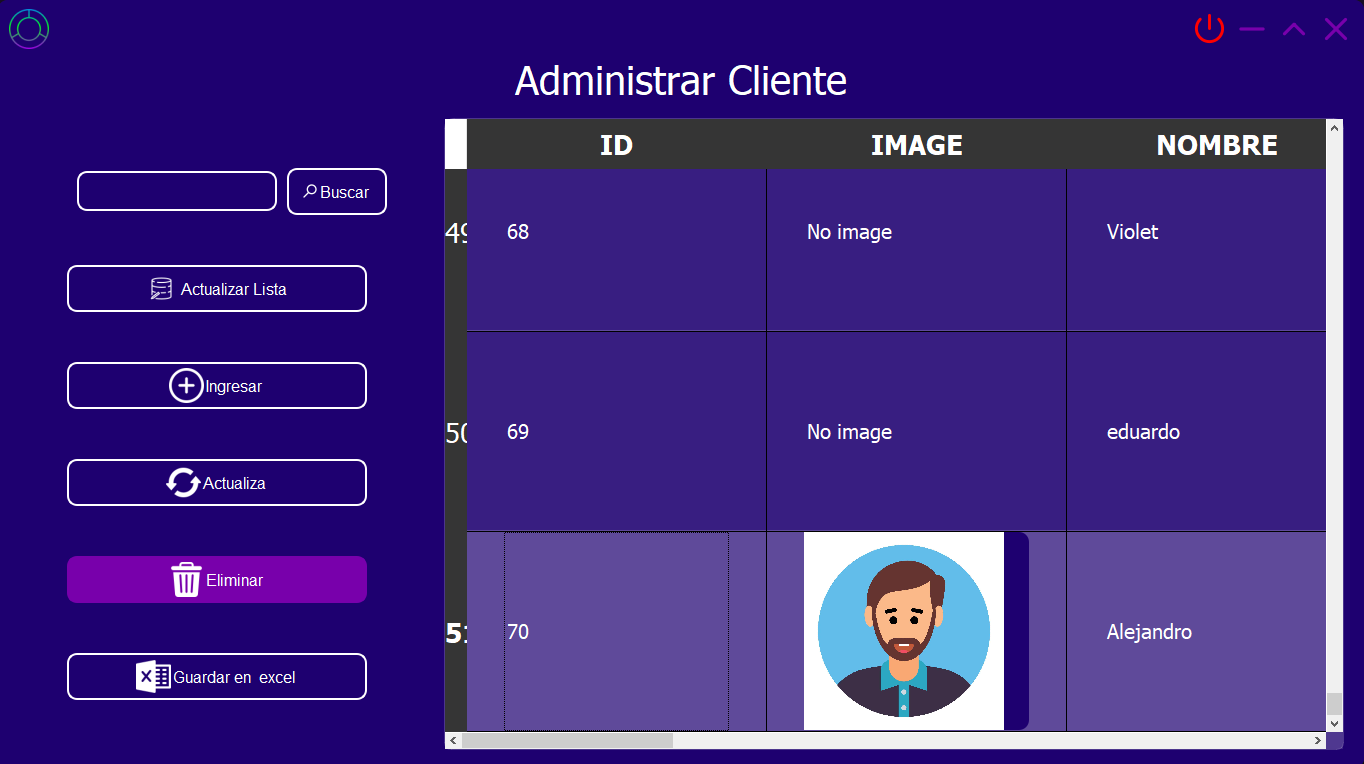 Administrar Cliente
ID IMAGE NOMBRE
Buscar
49 68 No image Violet
Actualizar Lista
Ingresar
50 69 No image eduardo
Actualiza
Eliminar
51 70 Alejandro
Guardar en excel